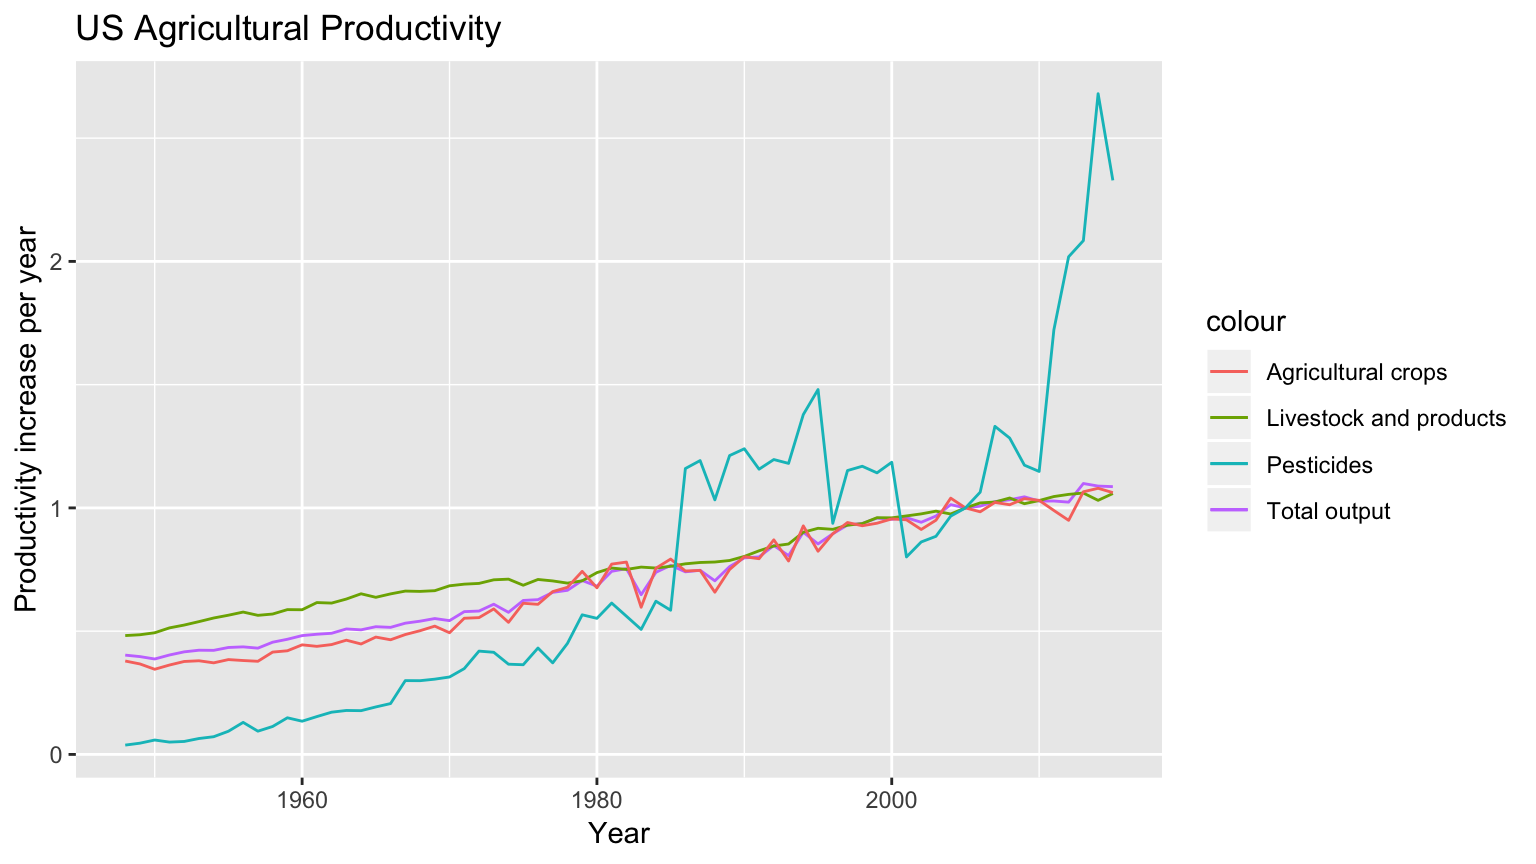 US Agricultural Productivity
Productivity increase per year
2
1
0
1960
1980
2000
Year
colour
Agricultural crops
Livestock and products
Pesticides
Total output